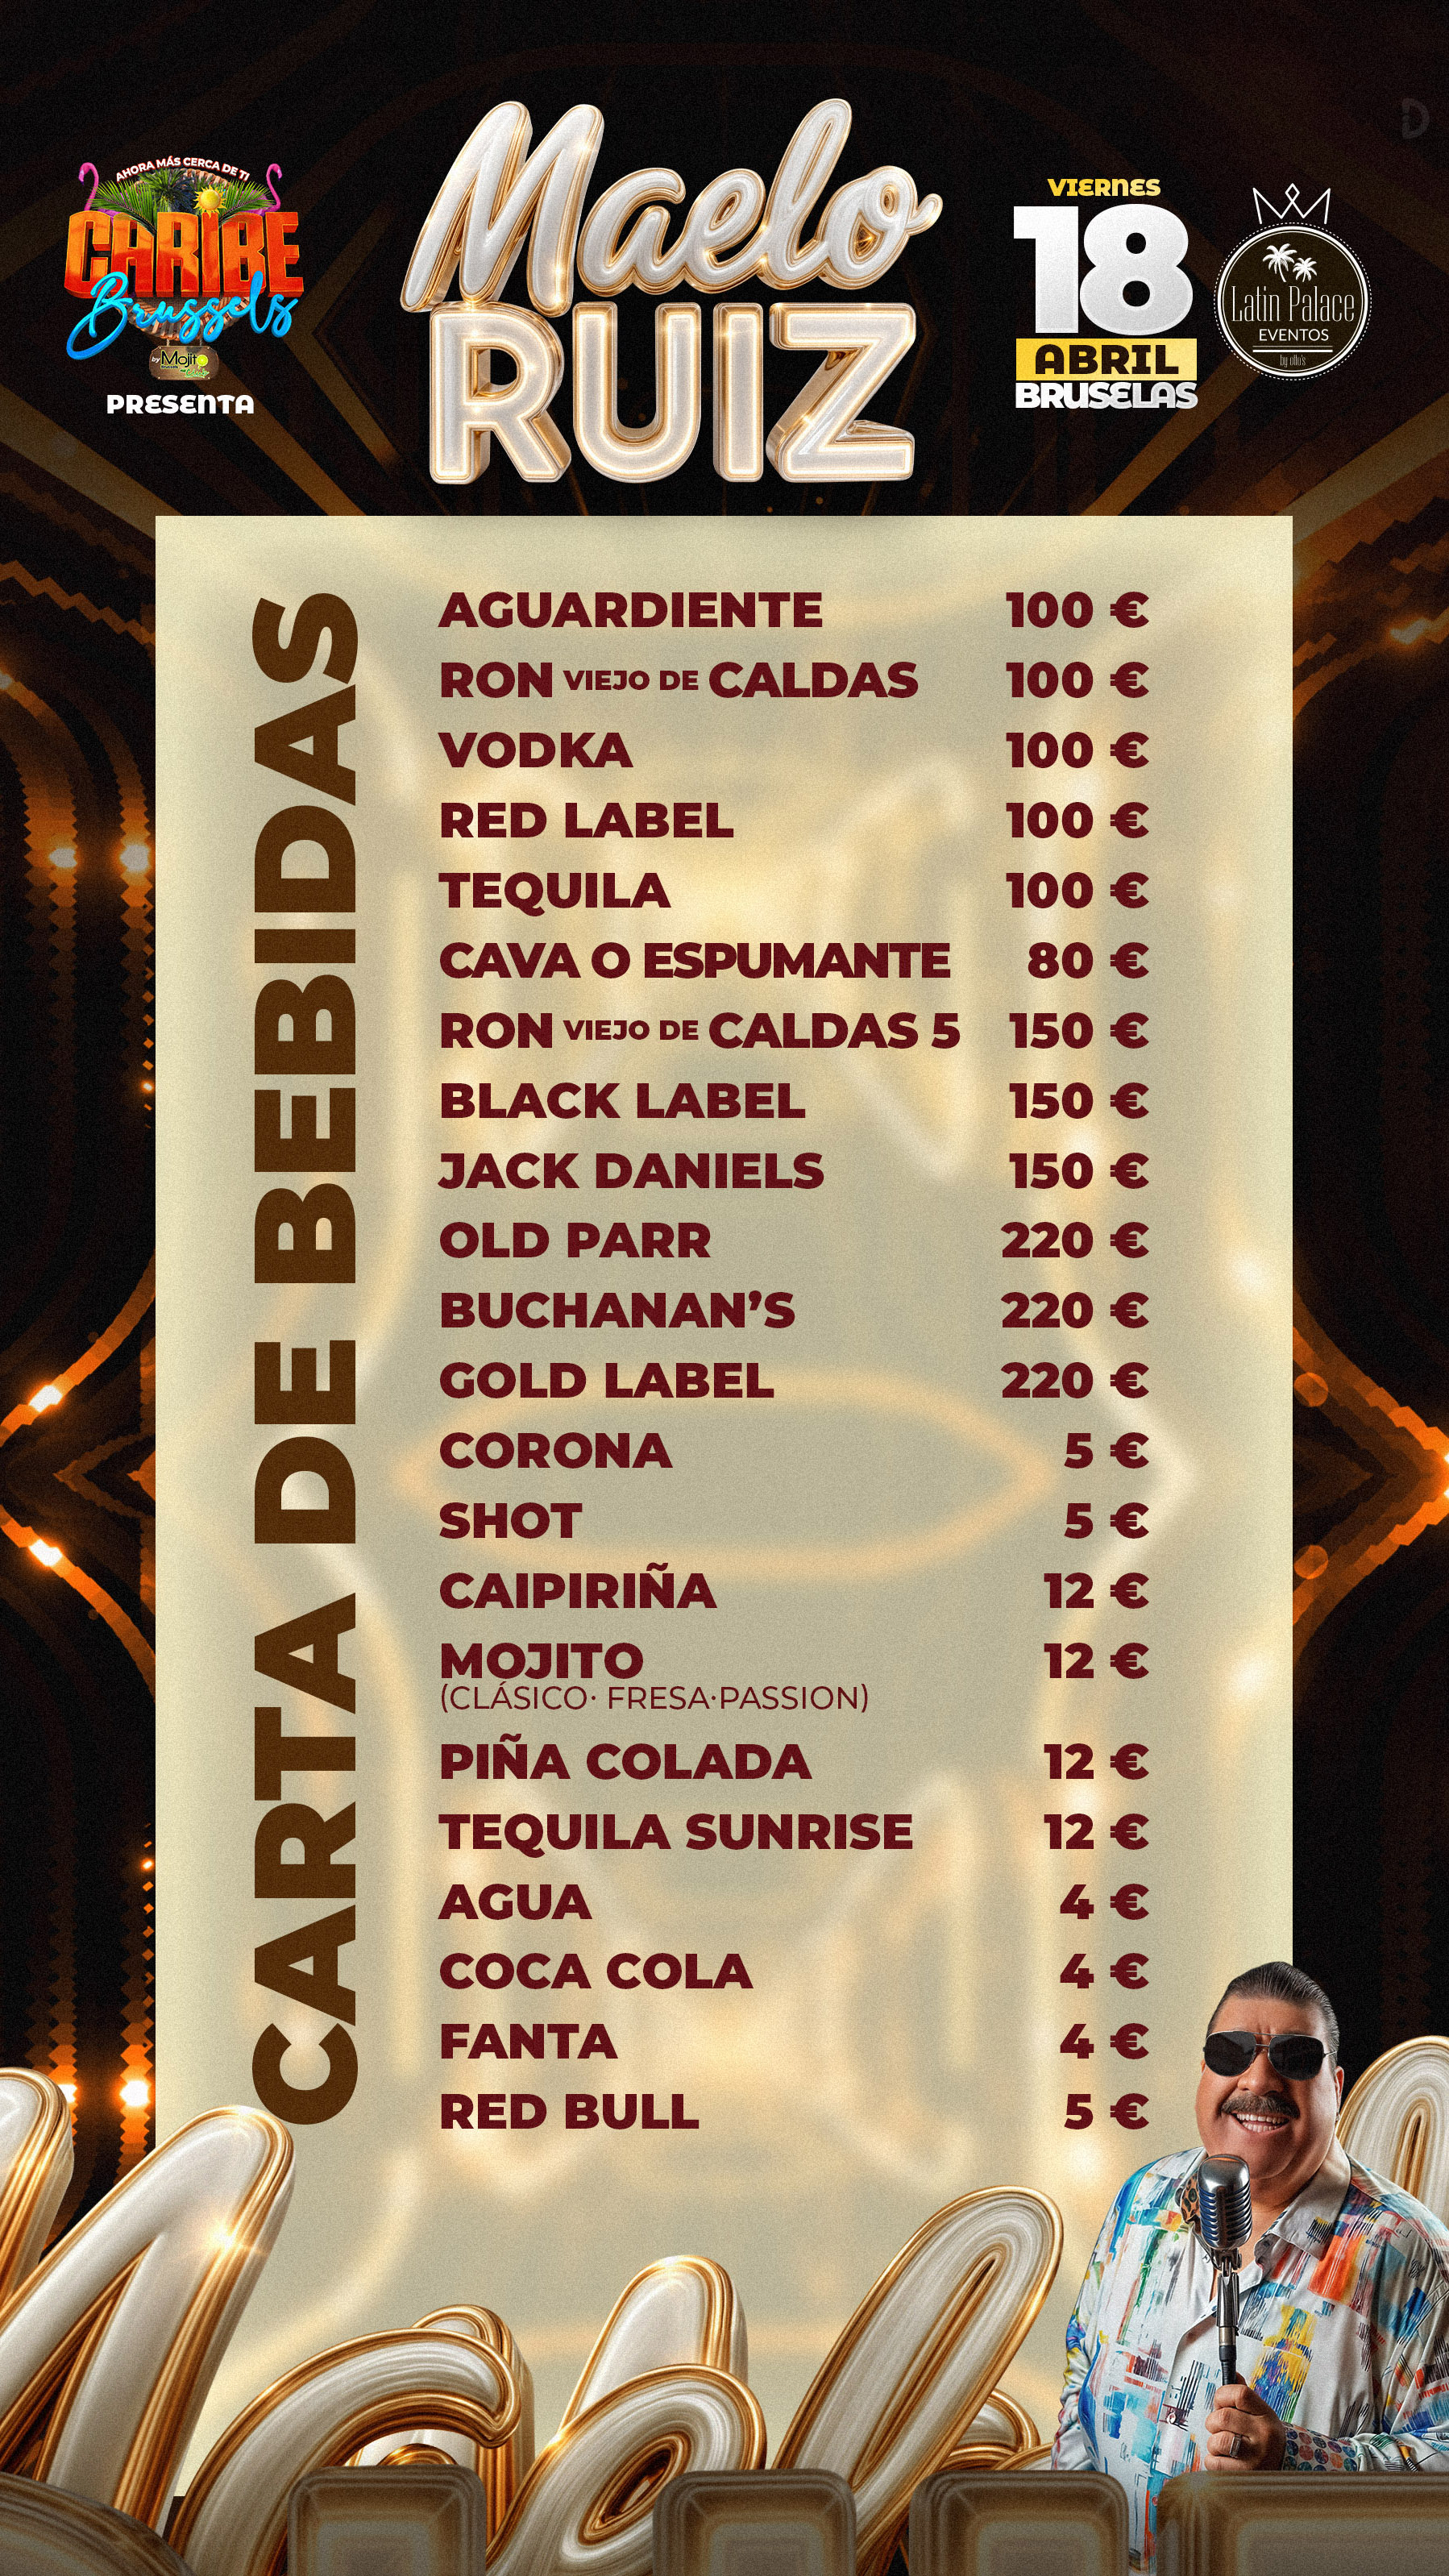 AHORA MÁS CERCA DE TI
CARIBE
Brussels
by Mojito
PRESENTA
Maelo
RUIZ
VIERNES
18
ABRIL
BRUSELAS
Latin Palace
EVENTOS
by otto's
CARTA DE BEBIDAS
AGUARDIENTE 100 €
RON VIEJO DE CALDAS 100 €
VODKA 100 €
RED LABEL 100 €
TEQUILA 100 €
CAVA O ESPUMANTE 80 €
RON VIEJO DE CALDAS 5 150 €
BLACK LABEL 150 €
JACK DANIELS 150 €
OLD PARR 220 €
BUCHANAN’S 220 €
GOLD LABEL 220 €
CORONA 5 €
SHOT 5 €
CAIPIRIÑA 12 €
MOJITO 12 €
(CLÁSICO· FRESA·PASSION)
PIÑA COLADA 12 €
TEQUILA SUNRISE 12 €
AGUA 4 €
COCA COLA 4 €
FANTA 4 €
RED BULL 5 €
Maelo